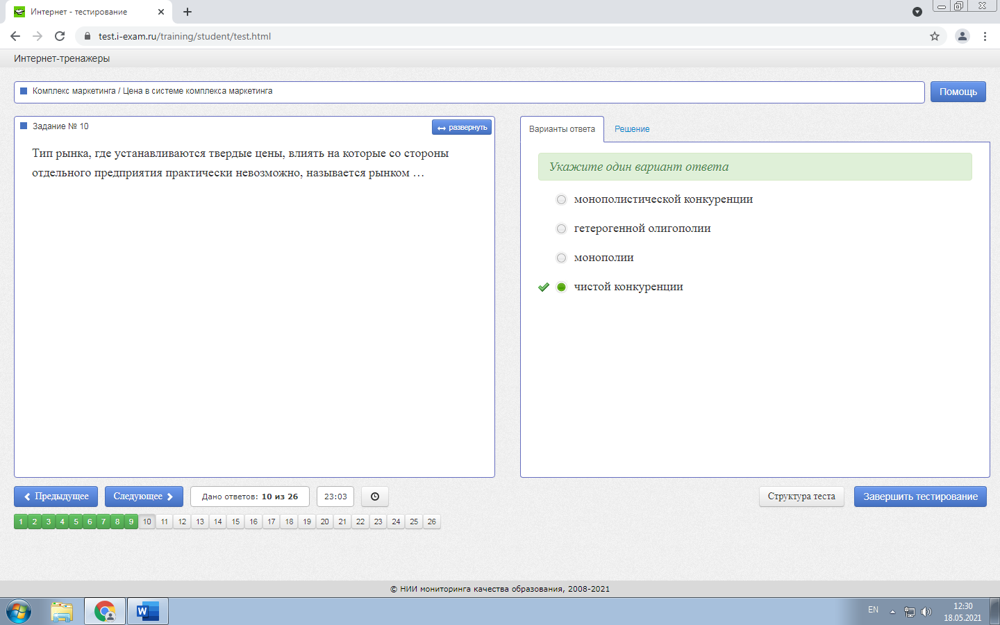 Интернет - тестирование
test.i-exam.ru/training/student/test.html
Интернет-тренажеры
Комплекс маркетинга / Цена в системе комплекса маркетинга
Помощь
Задание № 10
развернуть
Тип рынка, где устанавливаются твердые цены, влиять на которые со стороны
отдельного предприятия практически невозможно, называется рынком …
Варианты ответа
Решение
Укажите один вариант ответа
монополистической конкуренции
гетерогенной олигополии
монополии
чистой конкуренции
Предыдущее
Следующее
Дано ответов: 10 из 26
23:03
Структура теста
Завершить тестирование
1 2 3 4 5 6 7 8 9 10 11 12 13 14 15 16 17 18 19 20 21 22 23 24 25 26
© НИИ мониторинга качества образования, 2008-2021
EN
12:30
18.05.2021